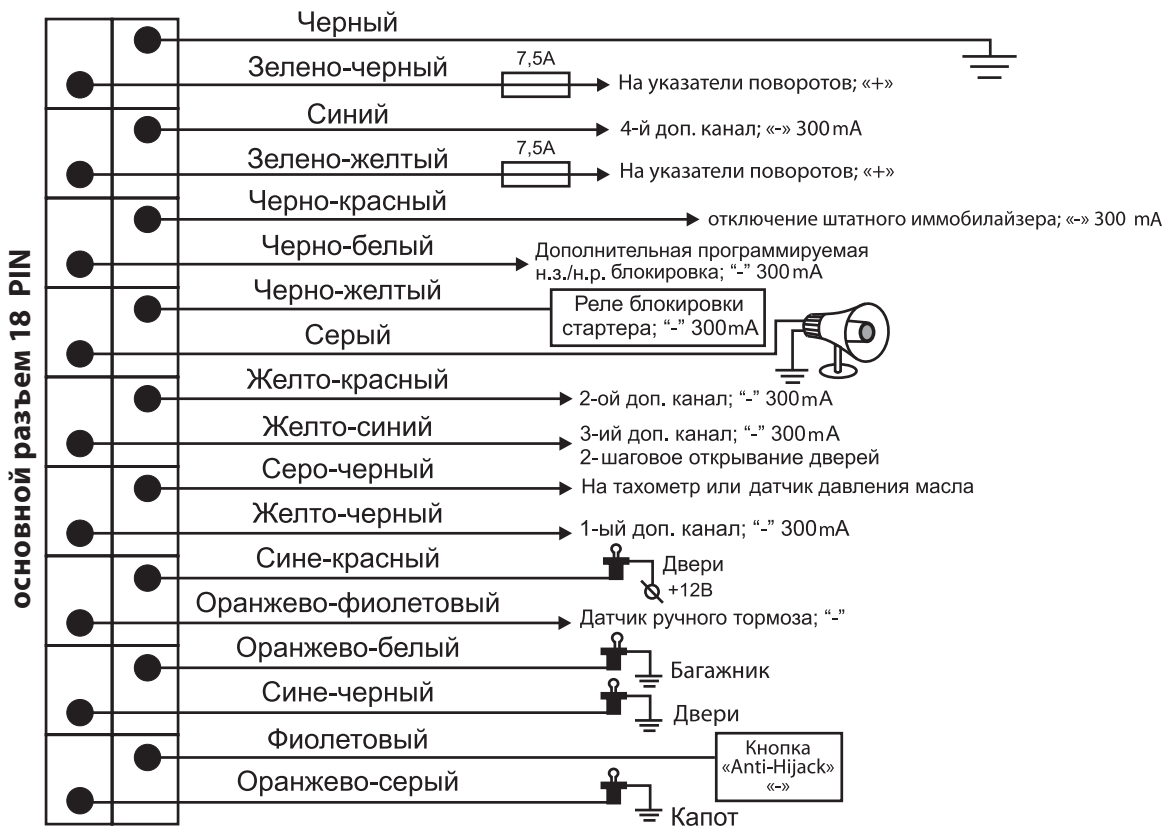 основной разъем 18 PIN
Черный
Зелено-черный
7,5А
На указатели поворотов; «+»
Синий
4-й доп. канал; «-» 300mA
Зелено-желтый
7,5А
На указатели поворотов; «+»
Черно-красный
отключение штатного иммобилайзера; «-» 300 mA
Черно-белый
Дополнительная программируемая
н.з./н.р. блокировка; “-” 300mA
Черно-желтый
Реле блокировки
стартера; “-” 300mA
Серый
Желто-красный
2-ой доп. канал; “-” 300mA
Желто-синий
3-ий доп. канал; “-” 300mA
2-шаговое открывание дверей
Серо-черный
На тахометр или датчик давления масла
Желто-черный
1-ый доп. канал; “-” 300mA
Сине-красный
Двери
+12В
Оранжево-фиолетовый
Датчик ручного тормоза; “-”
Оранжево-белый
Багажник
Сине-черный
Двери
Фиолетовый
Кнопка
«Anti-Hijack»
«-»
Оранжево-серый
Капот